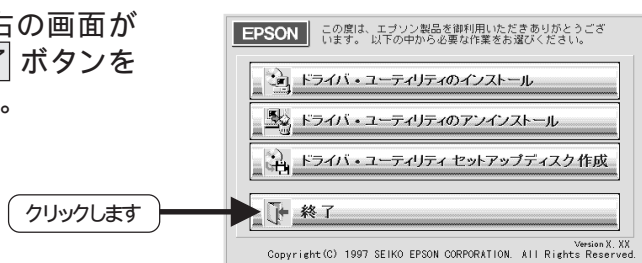 右の画面が
了 ボタンを
。
EPSON
この度は、エプソン製品を御利用いただきありがとうござ
います。 以下の中から必要な作業をお選びください。
ドライバ・ユーティリティのインストール
ドライバ・ユーティリティのアンインストール
ドライバ・ユーティリティ セットアップディスク作成
クリックします
終了
Version X. XX
Copyright(C) 1997 SEIKO EPSON CORPORATION. All Rights Reserved.